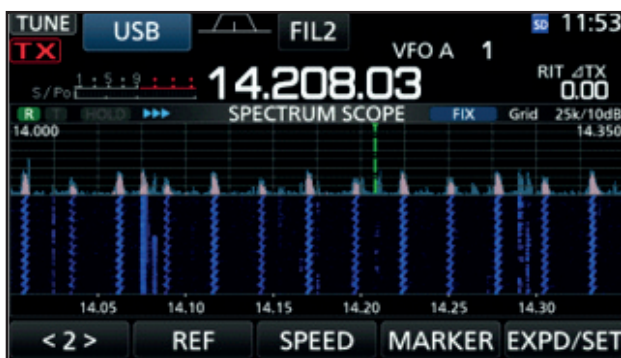 TUNE USB FIL2 SD 11:53
TX VFO A 1
S/Po 1 : 5 : 9 14.208.03 RIT ⊿TX
0.00
R T HOLD ▶▶▶ SPECTRUM SCOPE FIX Grid 25k/10dB
14.000 14.350
14.05 14.10 14.15 14.20 14.25 14.30
< 2 > REF SPEED MARKER EXPD/SET